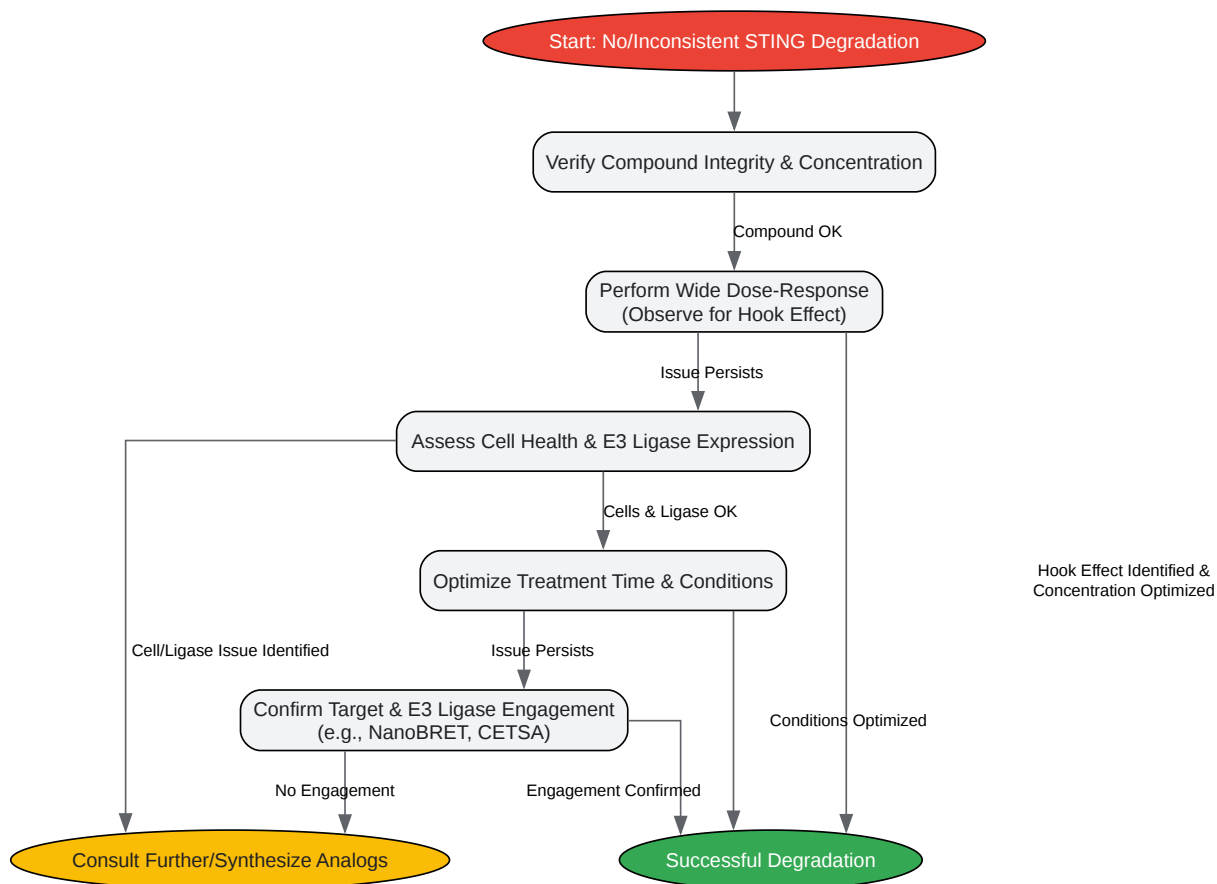 Start: No/Inconsistent STING Degradation
Verify Compound Integrity & Concentration
Compound OK
Perform Wide Dose-Response
(Observe for Hook Effect)
Issue Persists
Assess Cell Health & E3 Ligase Expression
Cells & Ligase OK
Optimize Treatment Time & Conditions
Hook Effect Identified &
Concentration Optimized
Cell/Ligase Issue Identified
Issue Persists
Confirm Target & E3 Ligase Engagement
(e.g., NanoBRET, CETSA)
Conditions Optimized
No Engagement
Engagement Confirmed
Consult Further/Synthesize Analogs
Successful Degradation